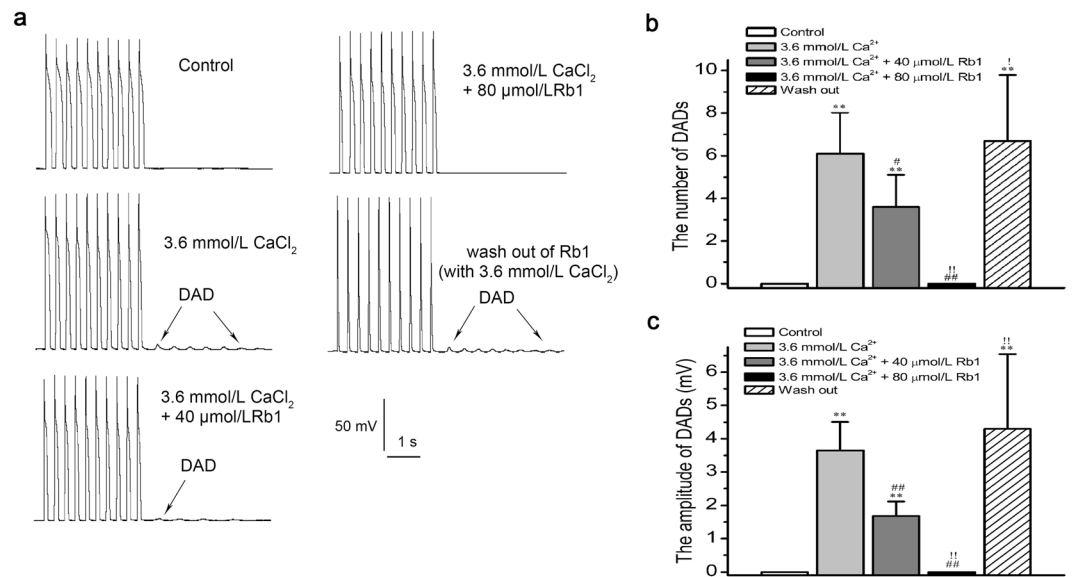 a
Control
3.6 mmol/L CaCl₂
DAD
3.6 mmol/L CaCl₂
+ 40 µmol/LRb1
DAD
3.6 mmol/L CaCl₂
+ 80 µmol/LRb1
wash out of Rb1
(with 3.6 mmol/L CaCl₂)
DAD
50 mV
1 s
b
Control
3.6 mmol/L Ca²⁺
3.6 mmol/L Ca²⁺ + 40 µmol/L Rb1
3.6 mmol/L Ca²⁺ + 80 µmol/L Rb1
Wash out
The number of DADs
10
8
6
4
2
0
**
#
**
!!
##
!
**
c
Control
3.6 mmol/L Ca²⁺
3.6 mmol/L Ca²⁺ + 40 µmol/L Rb1
3.6 mmol/L Ca²⁺ + 80 µmol/L Rb1
Wash out
The amplitude of DADs (mV)
6
5
4
3
2
1
0
**
##
**
!!
##
!!
**